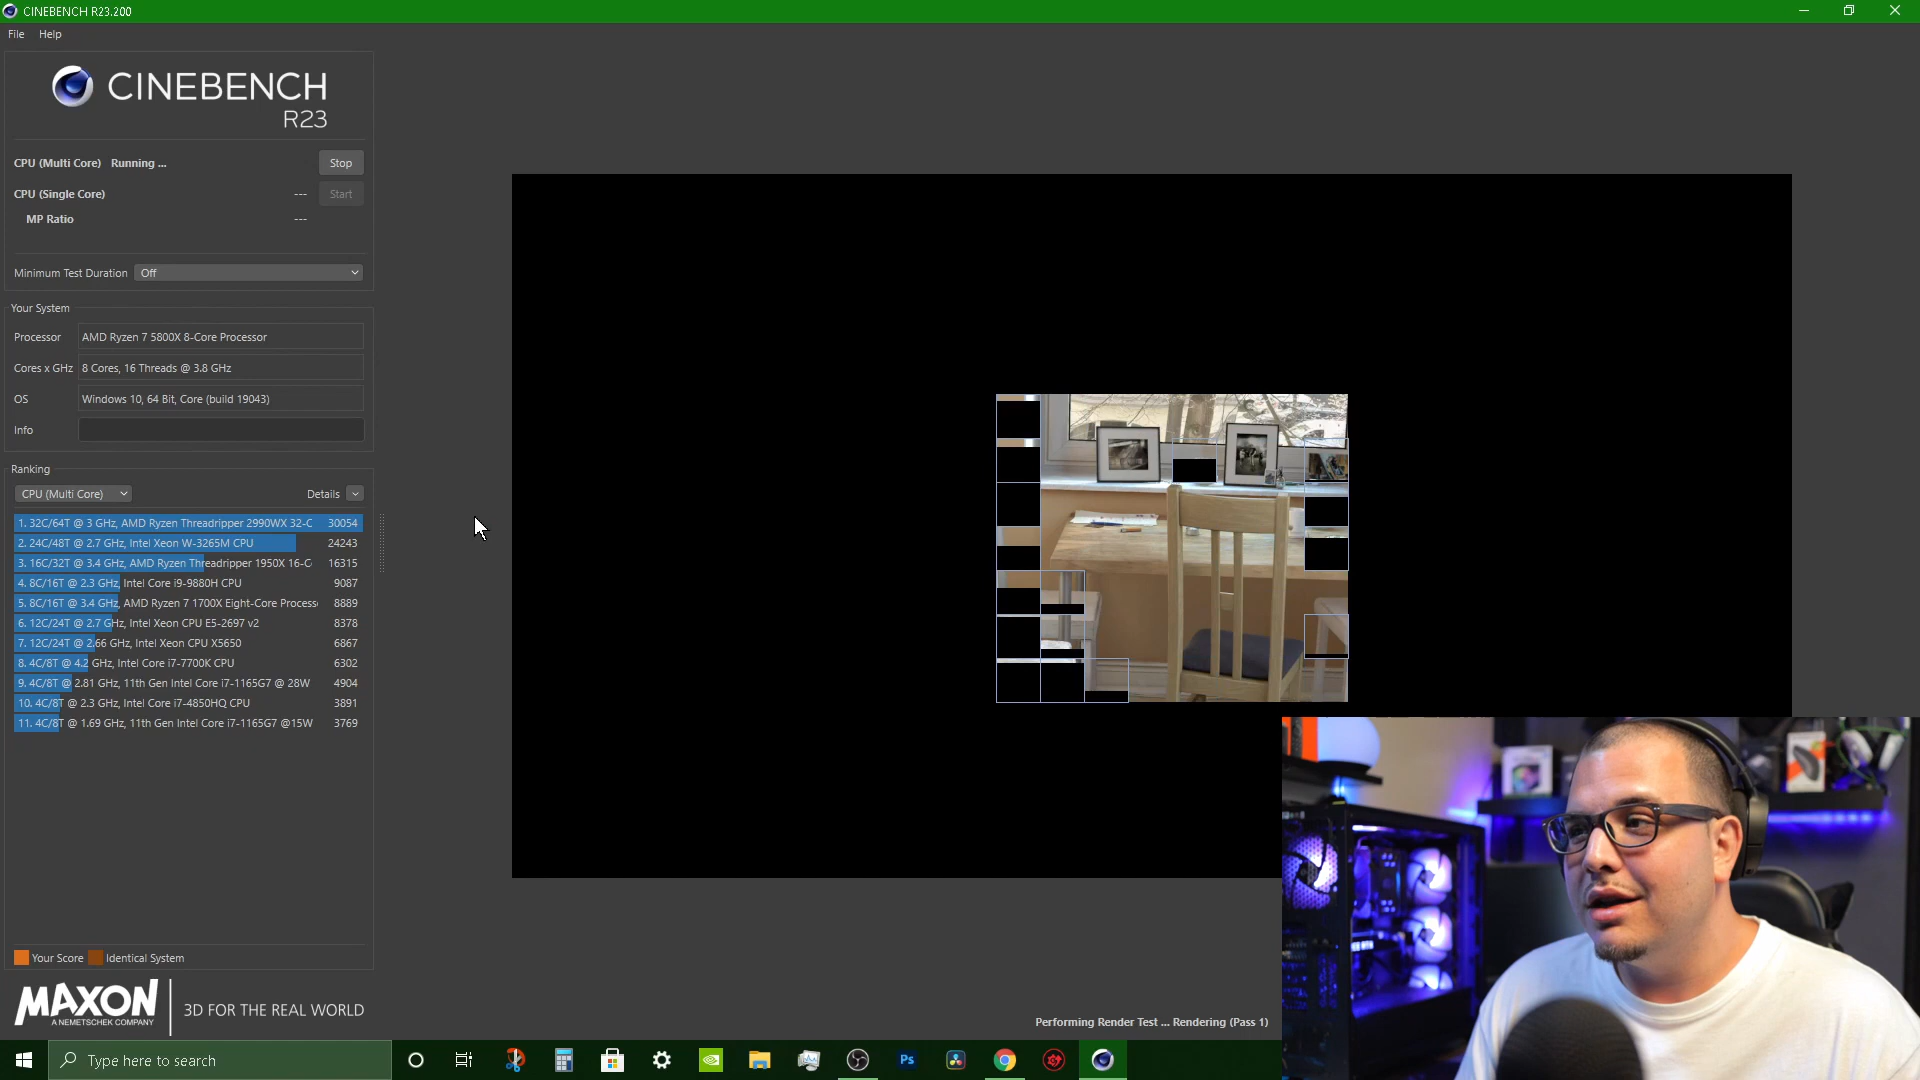 CINEBENCH R23.200
File Help
CINEBENCH
R23
CPU (Multi Core) Running ... Stop
CPU (Single Core) --- Start
MP Ratio ---
Minimum Test Duration Off
Your System
Processor AMD Ryzen 7 5800X 8-Core Processor
Cores x GHz 8 Cores, 16 Threads @ 3.8 GHz
OS Windows 10, 64 Bit, Core (build 19043)
Info
Ranking
CPU (Multi Core) Details
1. 32C/64T @ 3 GHz, AMD Ryzen Threadripper 2990WX 32-C 30054
2. 24C/48T @ 2.7 GHz, Intel Xeon W-3265M CPU 24243
3. 16C/32T @ 3.4 GHz, AMD Ryzen Threadripper 1950X 16-C 16315
4. 8C/16T @ 2.3 GHz, Intel Core i9-9880H CPU 9087
5. 8C/16T @ 3.4 GHz, AMD Ryzen 7 1700X Eight-Core Process 8889
6. 12C/24T @ 2.7 GHz, Intel Xeon CPU E5-2697 v2 8378
7. 12C/24T @ 2.66 GHz, Intel Xeon CPU X5650 6867
8. 4C/8T @ 4.2 GHz, Intel Core i7-7700K CPU 6302
9. 4C/8T @ 2.81 GHz, 11th Gen Intel Core i7-1165G7 @ 28W 4904
10. 4C/8T @ 2.3 GHz, Intel Core i7-4850HQ CPU 3891
11. 4C/8T @ 1.69 GHz, 11th Gen Intel Core i7-1165G7 @15W 3769
Your Score Identical System
MAXON
A NEMETSCHEK COMPANY
3D FOR THE REAL WORLD
Performing Render Test ... Rendering (Pass 1)
Type here to search
Ps